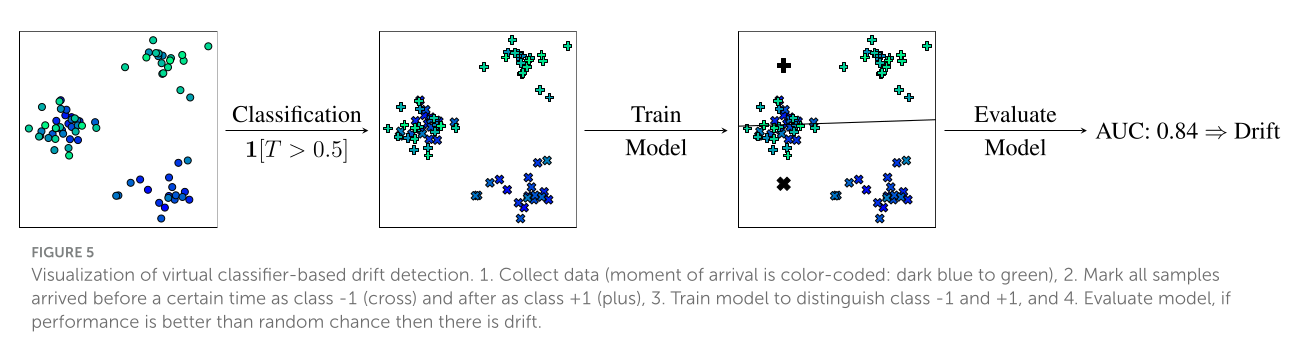 Classification
1[T > 0.5]
Train
Model
Evaluate
Model
AUC: 0.84 ⇒ Drift
FIGURE 5
Visualization of virtual classifier-based drift detection. 1. Collect data (moment of arrival is color-coded: dark blue to green), 2. Mark all samples
arrived before a certain time as class -1 (cross) and after as class +1 (plus), 3. Train model to distinguish class -1 and +1, and 4. Evaluate model, if
performance is better than random chance then there is drift.